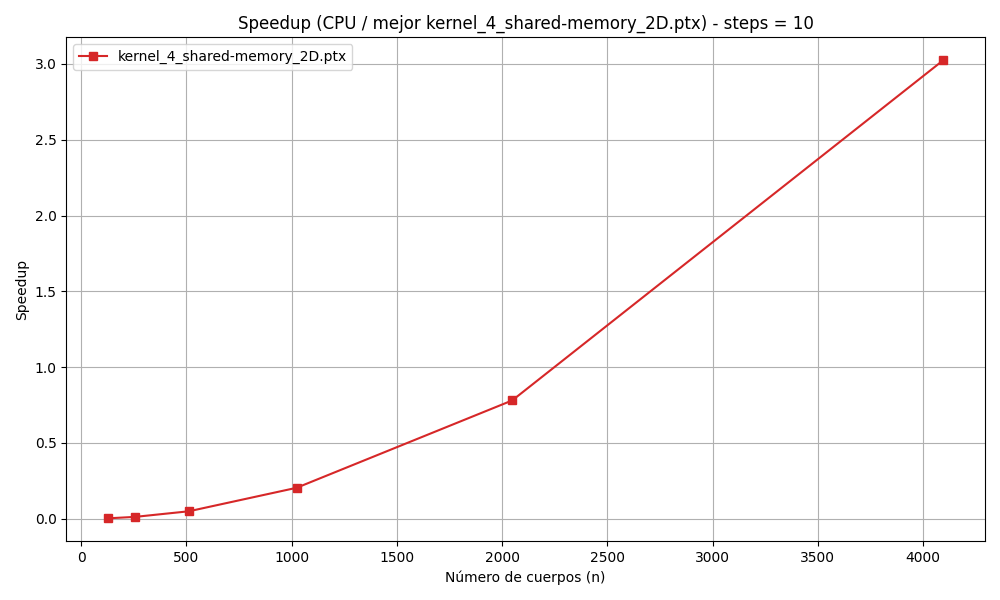 Speedup (CPU / mejor kernel_4_shared-memory_2D.ptx) - steps = 10
kernel_4_shared-memory_2D.ptx
3.0
2.5
2.0
1.5
1.0
0.5
0.0
Speedup
0 500 1000 1500 2000 2500 3000 3500 4000
Número de cuerpos (n)